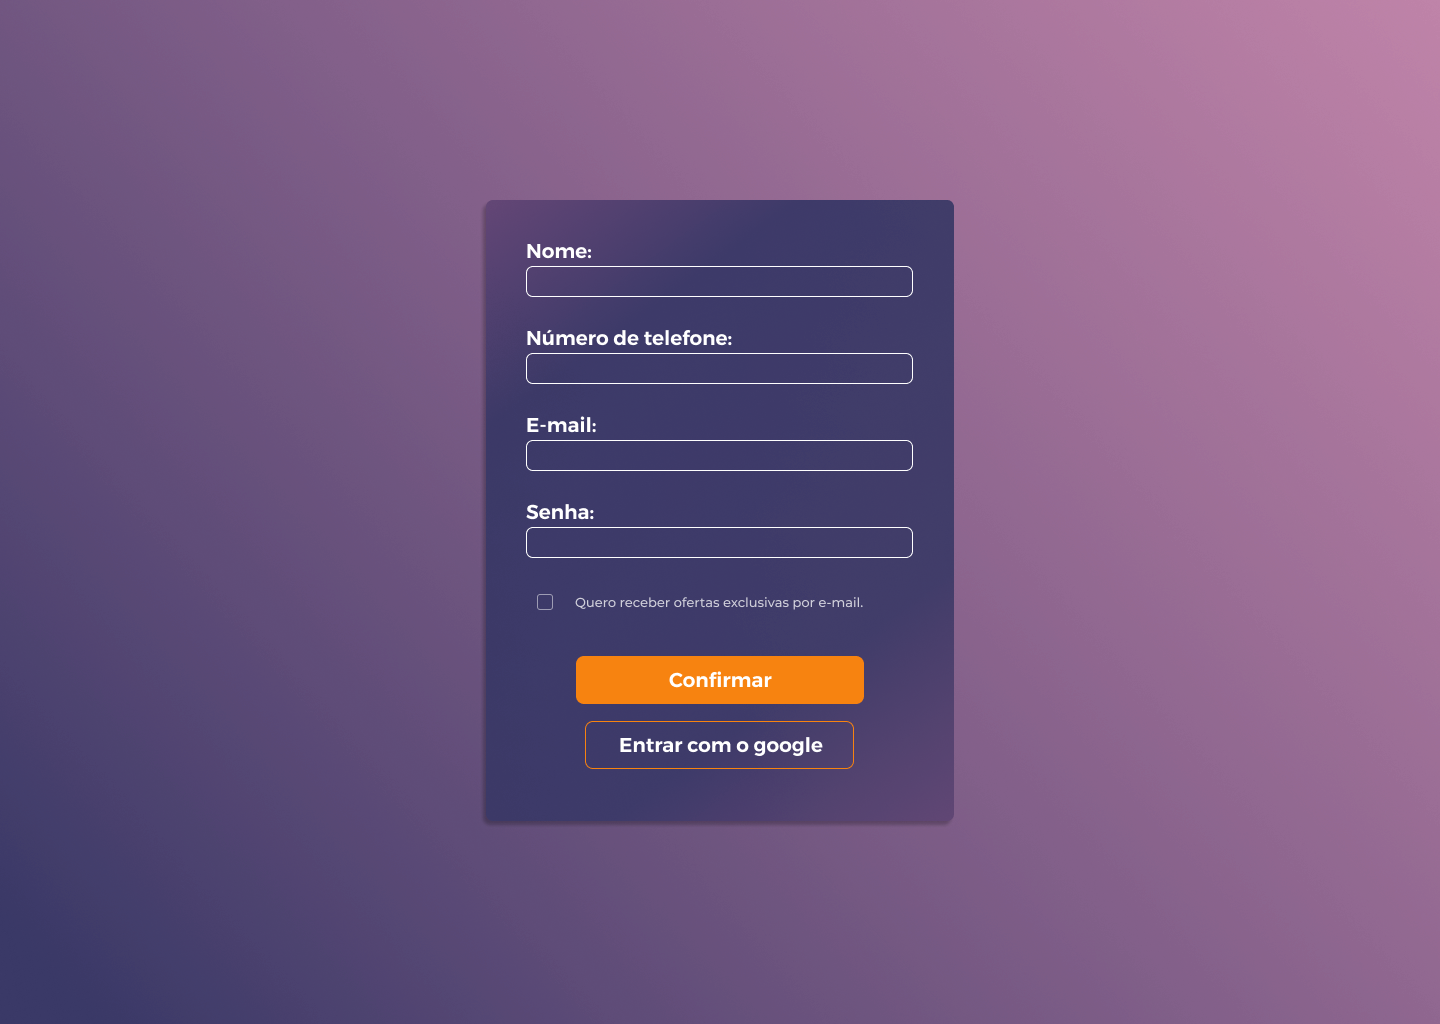 Nome:
Número de telefone:
E-mail:
Senha:
Quero receber ofertas exclusivas por e-mail.
Confirmar
Entrar com o google